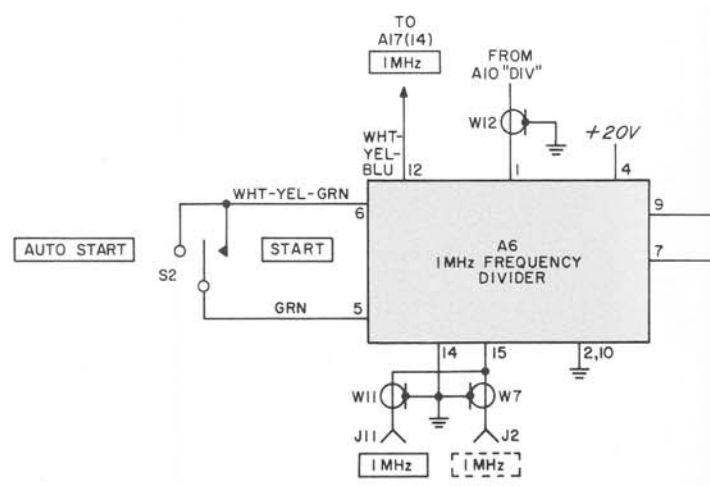 TO
A17(14)
1MHz
FROM
A10 "DIV"
W12
+20V
WHT-
YEL-
BLU
12
1
4
WHT-YEL-GRN
6
9
AUTO START
START
S2
A6
1MHz FREQUENCY
DIVIDER
7
GRN
5
14
15
2,10
W11
W7
J11
J2
1MHz
1MHz